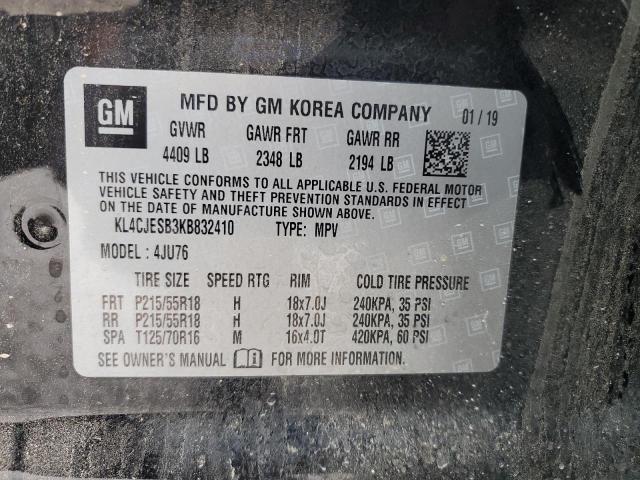 GM
MFD BY GM KOREA COMPANY 01 / 19
GVWR GAWR FRT GAWR RR
4409 LB 2348 LB 2194 LB
THIS VEHICLE CONFORMS TO ALL APPLICABLE U.S. FEDERAL MOTOR
VEHICLE SAFETY AND THEFT PREVENTION STANDARDS IN EFFECT
ON THE DATE OF MANUFACTURE SHOWN ABOVE.
KL4CJESB3KB832410 TYPE: MPV
MODEL : 4JU76
TIRE SIZE SPEED RTG RIM COLD TIRE PRESSURE
FRT P215/55R18 H 18x7.0J 240KPA, 35 PSI
RR P215/55R18 H 18x7.0J 240KPA, 35 PSI
SPA T125/70R16 M 16x4.0T 420KPA, 60 PSI
SEE OWNER'S MANUAL FOR MORE INFORMATION.